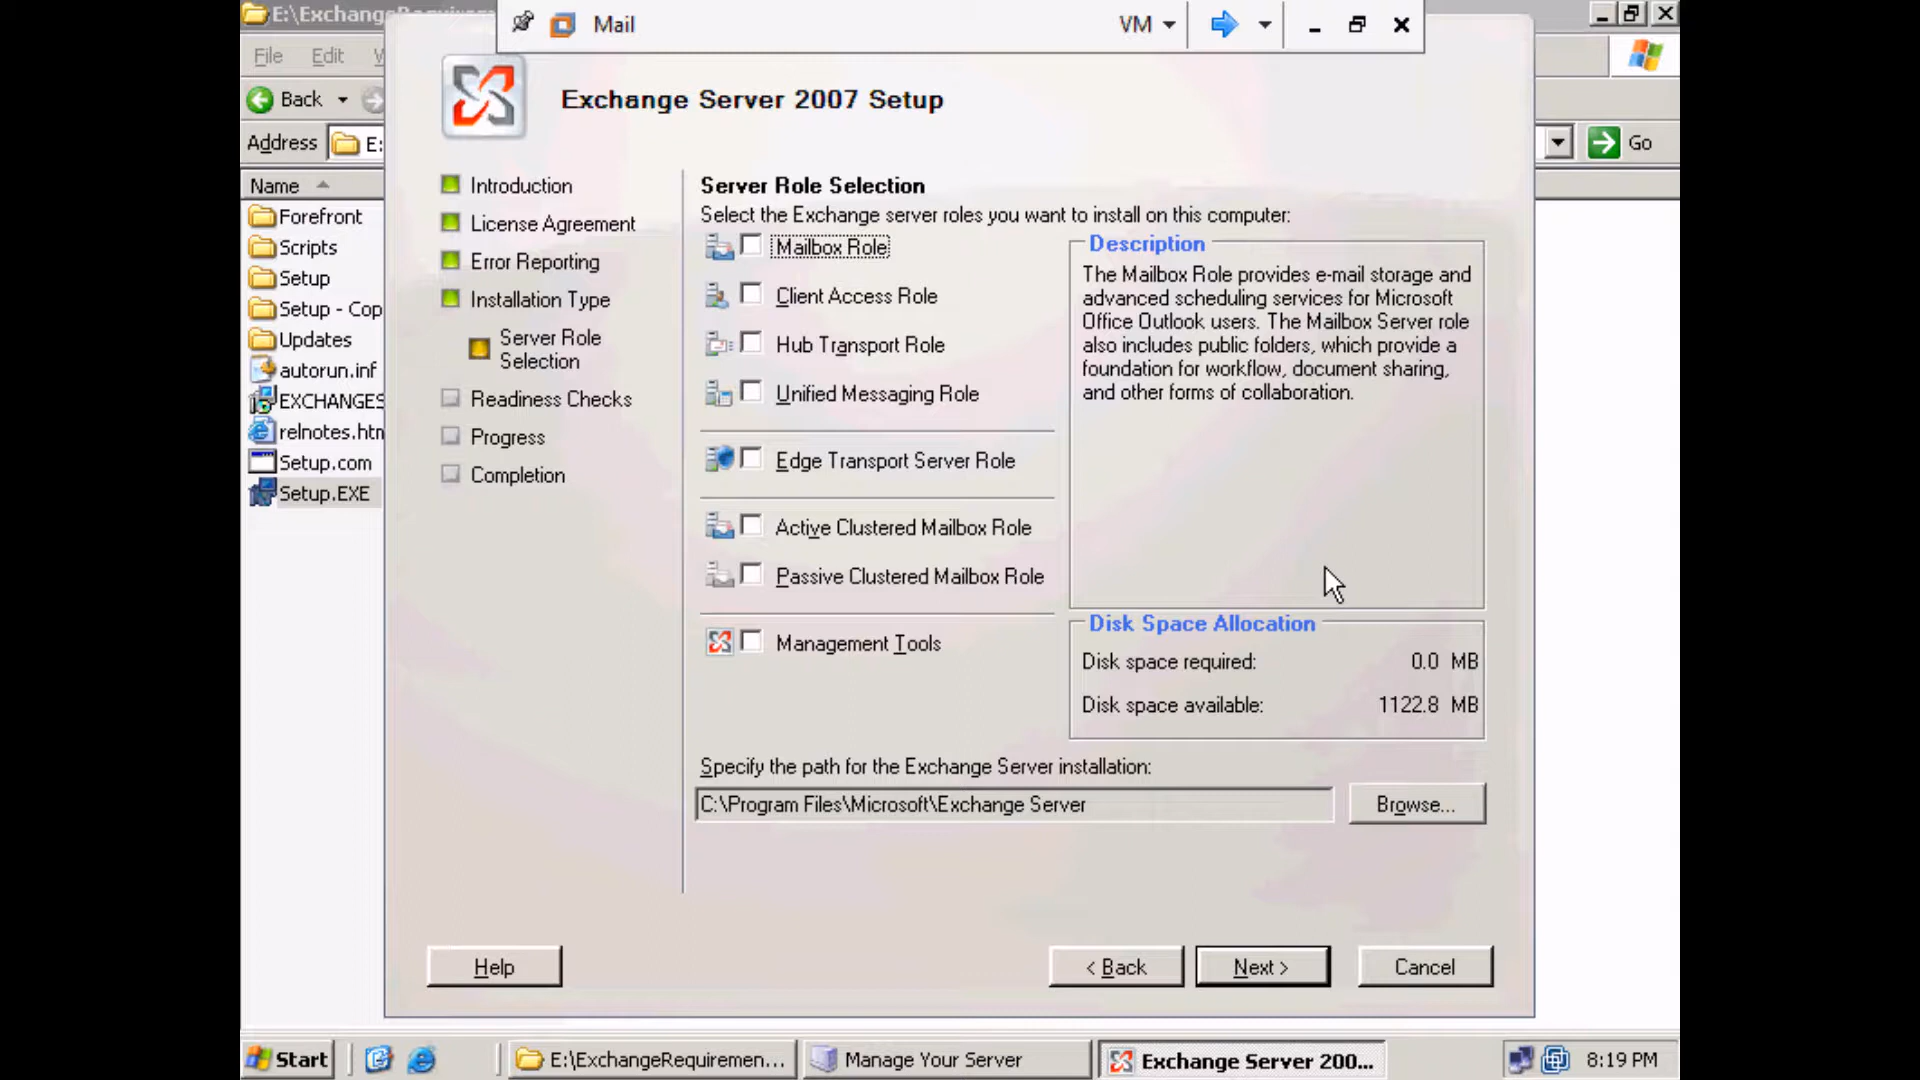 E:\ExchangeRequirem
Mail
VM
File
Edit
Back
Address
E:
Go
Exchange Server 2007 Setup
Name
Forefront
Scripts
Setup
Setup - Cop
Updates
autorun.inf
EXCHANGES
relnotes.htm
Setup.com
Setup.EXE
Introduction
License Agreement
Error Reporting
Installation Type
Server Role
Selection
Readiness Checks
Progress
Completion
Server Role Selection
Select the Exchange server roles you want to install on this computer:
Mailbox Role
Client Access Role
Hub Transport Role
Unified Messaging Role
Edge Transport Server Role
Active Clustered Mailbox Role
Passive Clustered Mailbox Role
Management Tools
Description
The Mailbox Role provides e-mail storage and
advanced scheduling services for Microsoft
Office Outlook users. The Mailbox Server role
also includes public folders, which provide a
foundation for workflow, document sharing,
and other forms of collaboration.
Disk Space Allocation
Disk space required: 0.0 MB
Disk space available: 1122.8 MB
Specify the path for the Exchange Server installation:
C:\Program Files\Microsoft\Exchange Server
Browse...
Help
< Back
Next >
Cancel
Start
E:\ExchangeRequiremen...
Manage Your Server
Exchange Server 200...
8:19 PM